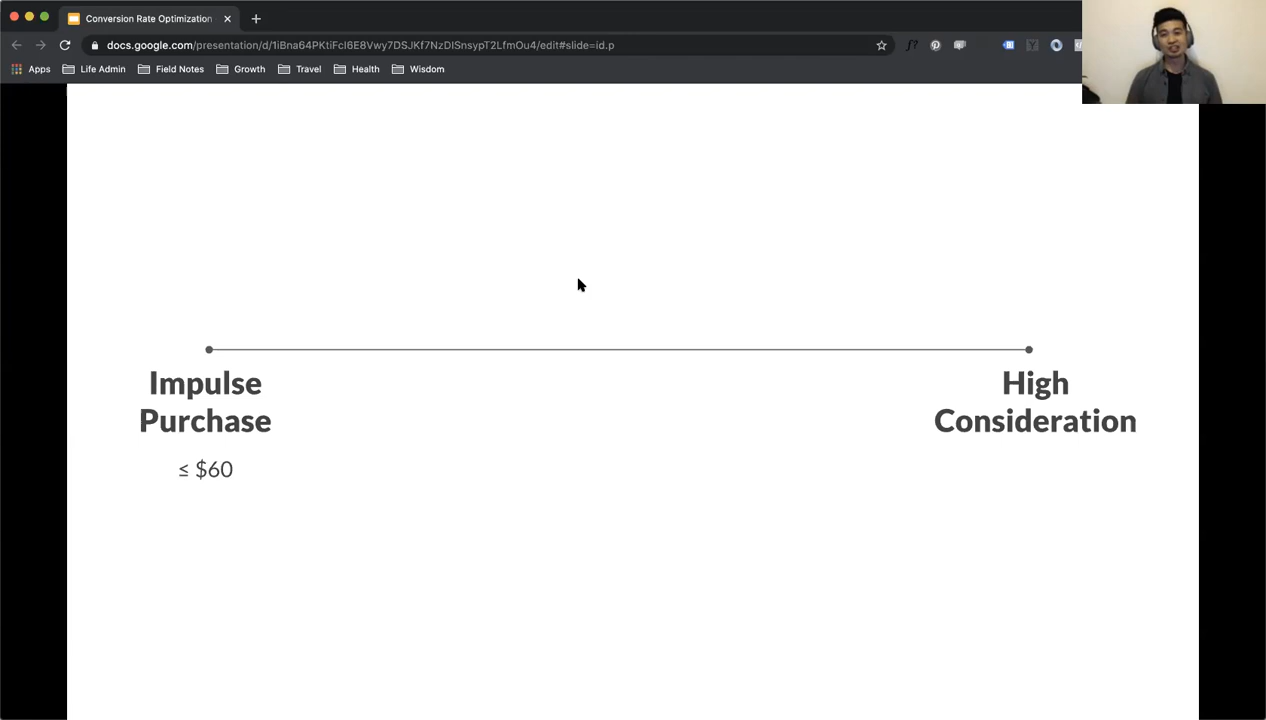 Conversion Rate Optimization
docs.google.com/presentation/d/1iBna64PKtiFcI6E8Vwy7DSJKf7NzDISnsypT2LfmOu4/edit#slide=id.p
f?
Apps
Life Admin
Field Notes
Growth
Travel
Health
Wisdom
Impulse
Purchase
≤ $60
High
Consideration